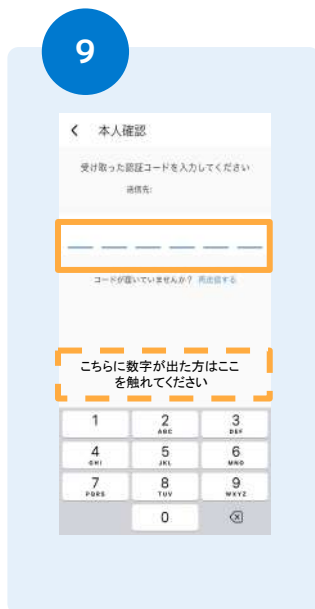 9
本人確認
受け取った認証コードを入力してください
送信先:
コードが届いていませんか? 再送信する
こちらに数字が出た方はここ
を触れてください
1 2 3
ABC DEF
4 5 6
GHI JKL MNO
7 8 9
PQRS TUV WXYZ
0